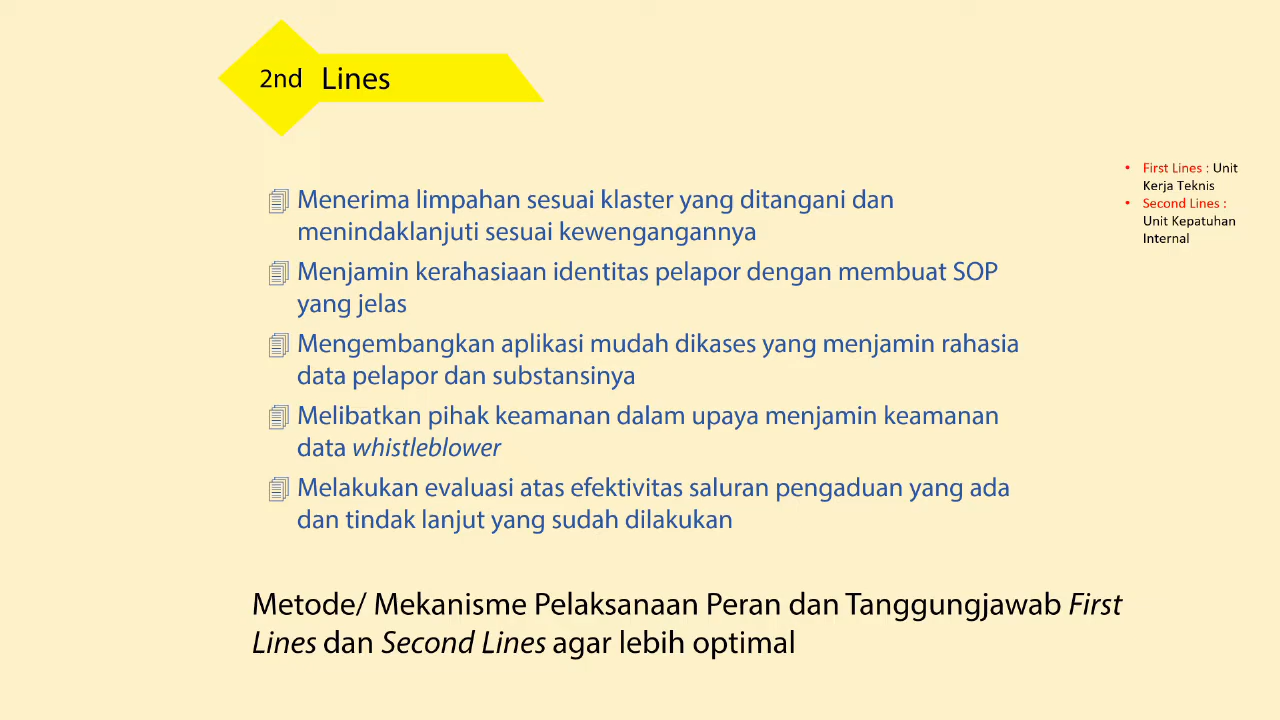 2nd Lines
Menerima limpahan sesuai klaster yang ditangani dan
menindaklanjuti sesuai kewengangannya
Menjamin kerahasiaan identitas pelapor dengan membuat SOP
yang jelas
Mengembangkan aplikasi mudah dikases yang menjamin rahasia
data pelapor dan substansinya
Melibatkan pihak keamanan dalam upaya menjamin keamanan
data whistleblower
Melakukan evaluasi atas efektivitas saluran pengaduan yang ada
dan tindak lanjut yang sudah dilakukan
• First Lines : Unit
Kerja Teknis
• Second Lines :
Unit Kepatuhan
Internal
Metode/ Mekanisme Pelaksanaan Peran dan Tanggungjawab First
Lines dan Second Lines agar lebih optimal